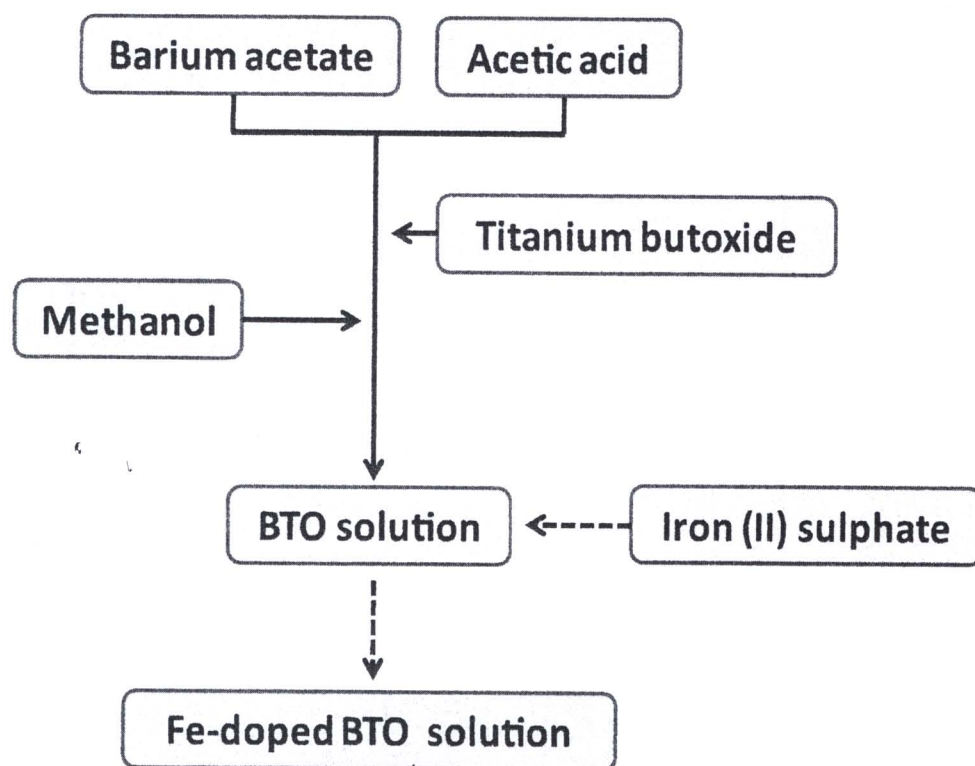 Barium acetate
Acetic acid
Titanium butoxide
Methanol
BTO solution
Iron (II) sulphate
Fe-doped BTO solution